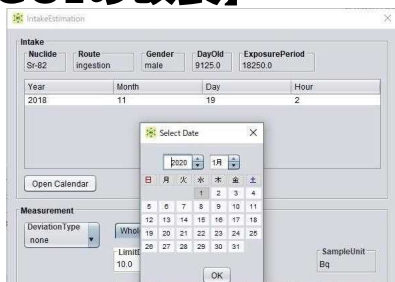 IntakeEstimation
Intake
Nuclide Route Gender DayOld ExposurePeriod
Sr-82 ingestion male 9125.0 18250.0
Year Month Day Hour
2018 11 19 2
Select Date
2020 1月
日 月 火 水 木 金 土
1 2 3 4
5 6 7 8 9 10 11
12 13 14 15 16 17 18
19 20 21 22 23 24 25
26 27 28 29 30 31
OK
Open Calendar
Measurement
DeviationType
none
10.0
SampleUnit
Bq